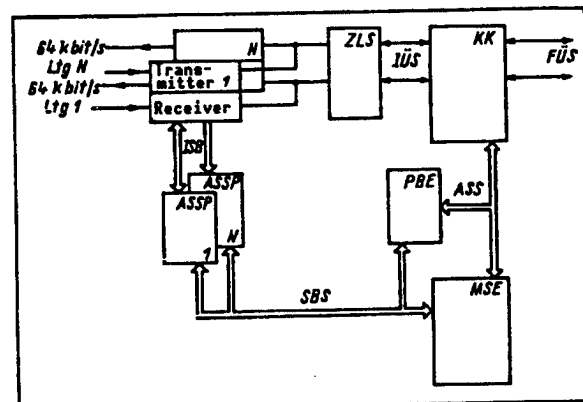 64 kbit/s
Ltg N
64 kbit/s
Ltg 1
N
Trans-
mitter 1
Receiver
ZLS
IÜS
KK
FÜS
ISB
ASSP
N
ASSP
1
PBE
ASS
SBS
MSE